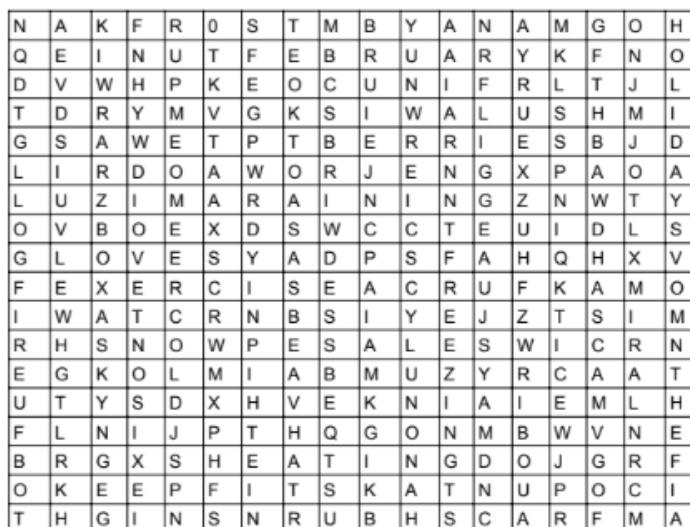 N A K F R 0 S T M B Y A N A M G O H
Q E I N U T F E B R U A R Y K F N O
D V W H P K E O C U N I F R L T J L
T D R Y M V G K S I W A L U S H M I
G S A W E T P T B E R R I E S B J D
L I R D O A W O R J E N G X P A O A
L U Z I M A R A I N I N G Z N W T Y
O V B O E X D S W C C T E U I D L S
G L O V E S Y A D P S F A H Q H X V
F E X E R C I S E A C R U F K A M O
I W A T C R N B S I Y E J Z T S I M
R H S N O W P E S A L E S W I C R N
E G K O L M I A B M U Z Y R C A A T
U T Y S D X H V E K N I A I E M L H
F L N I J P T H Q G O N M B W V N E
B R G X S H E A T I N G D O J G R F
O K E E P F I T S K A T N U P O C I
T H G I N S N R U B H S C A R F M A